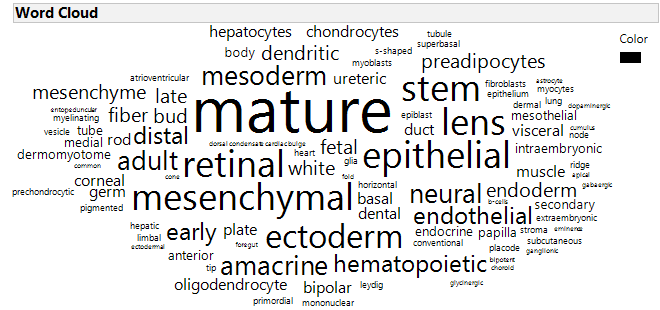 Word Cloud
Color
hepatocytes chondrocytes tubule
superbasal
body dendritic s-shaped
myoblasts preadipocytes
atrioventricular mesoderm ureteric stem fibroblasts astrocyte
epithelium myocytes
mesenchyme late mature dermal lung dopaminergic
entopeduncular fiber bud epiblast lens mesothelial
myelinating
vesicle tube distal duct visceral cumulus
node
medial rod dorsal condensate cardiac bulge fetal intraembryonic
dermomyotome adult retinal heart glia epithelial
common white muscle ridge
apical
corneal cone fold
prechondrocytic germ mesenchymal horizontal neural endoderm gabaergic
basal b-cells
pigmented dental endothelial secondary
extraembryonic
hepatic early plate ectoderm endocrine papilla stroma eminence
limbal
ectodermal foregut conventional subcutaneous
placode ganglionic
anterior amacrine hematopoietic bipotent
tip choroid
oligodendrocyte bipolar leydig glycinergic
primordial mononuclear